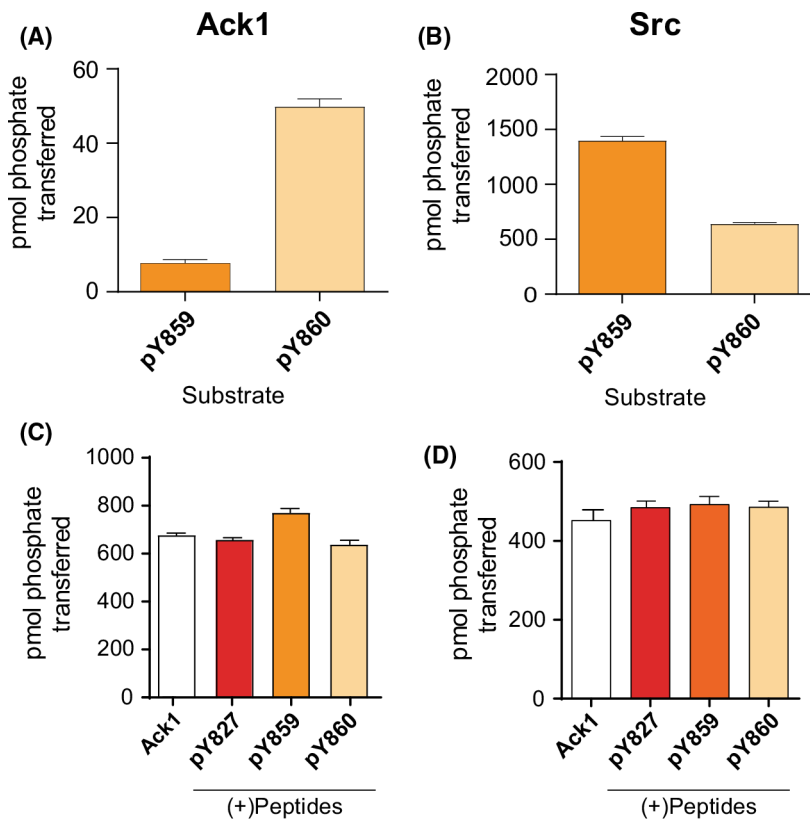 (A)
Ack1
pmol phosphate
transferred
60
40
20
0
pY859
pY860
Substrate
(B)
Src
pmol phosphate
transferred
2000
1500
1000
500
0
pY859
pY860
Substrate
(C)
pmol phosphate
transferred
1000
800
600
400
200
0
Ack1
pY827
pY859
pY860
(+)Peptides
(D)
pmol phosphate
transferred
600
400
200
0
Ack1
pY827
pY859
pY860
(+)Peptides